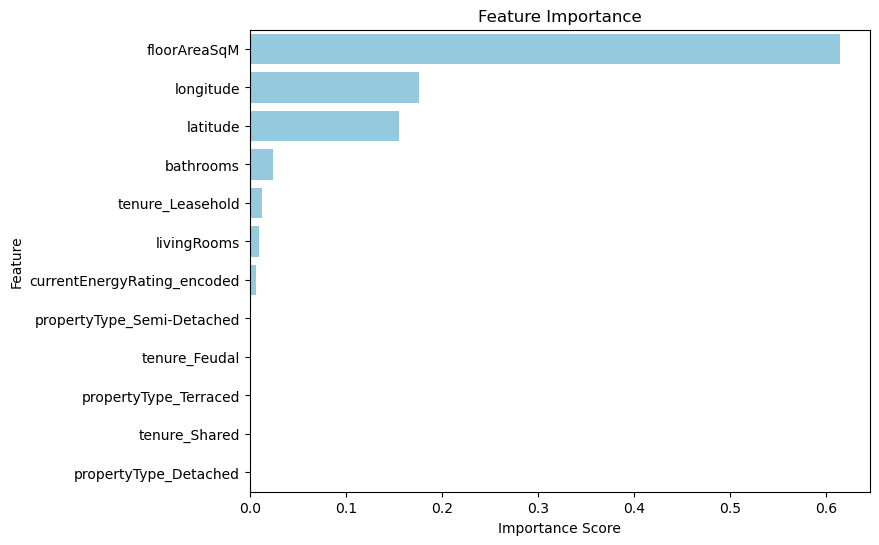 Feature Importance
floorAreaSqM
longitude
latitude
bathrooms
tenure_Leasehold
livingRooms
currentEnergyRating_encoded
propertyType_Semi-Detached
tenure_Feudal
propertyType_Terraced
tenure_Shared
propertyType_Detached
Feature
0.0 0.1 0.2 0.3 0.4 0.5 0.6
Importance Score